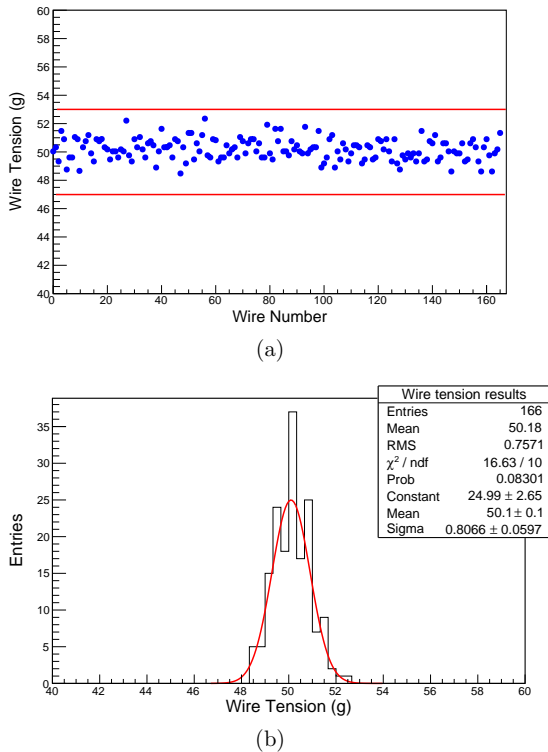 60
58
56
54
52
50
48
46
44
42
40
Wire Tension (g)
0 20 40 60 80 100 120 140 160
Wire Number
(a)
Wire tension results
Entries 166
Mean 50.18
RMS 0.7571
χ² / ndf 16.63 / 10
Prob 0.08301
Constant 24.99 ± 2.65
Mean 50.1 ± 0.1
Sigma 0.8066 ± 0.0597
35
30
25
20
15
10
5
0
Entries
40 42 44 46 48 50 52 54 56 58 60
Wire Tension (g)
(b)